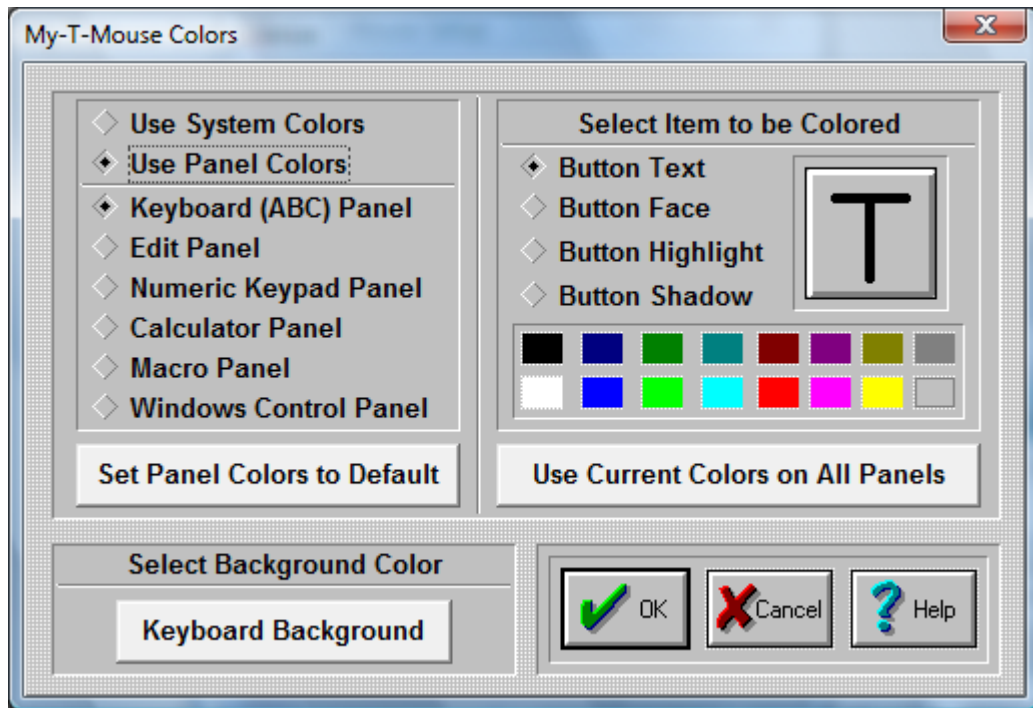 My-T-Mouse Colors
Use System Colors
Use Panel Colors
Keyboard (ABC) Panel
Edit Panel
Numeric Keypad Panel
Calculator Panel
Macro Panel
Windows Control Panel
Set Panel Colors to Default
Select Item to be Colored
Button Text
Button Face
Button Highlight
Button Shadow
T
Use Current Colors on All Panels
Select Background Color
Keyboard Background
OK
Cancel
Help